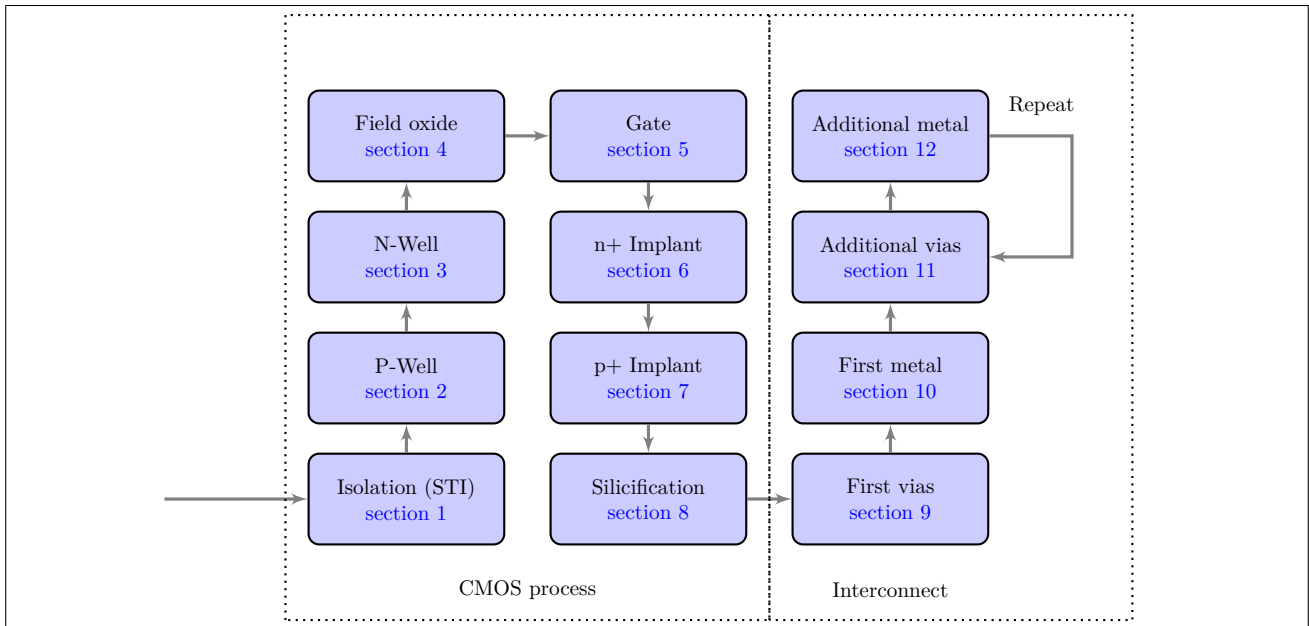 Field oxide
section 4
Gate
section 5
Additional metal
section 12
Repeat
N-Well
section 3
n+ Implant
section 6
Additional vias
section 11
P-Well
section 2
p+ Implant
section 7
First metal
section 10
Isolation (STI)
section 1
Silicification
section 8
First vias
section 9
CMOS process
Interconnect